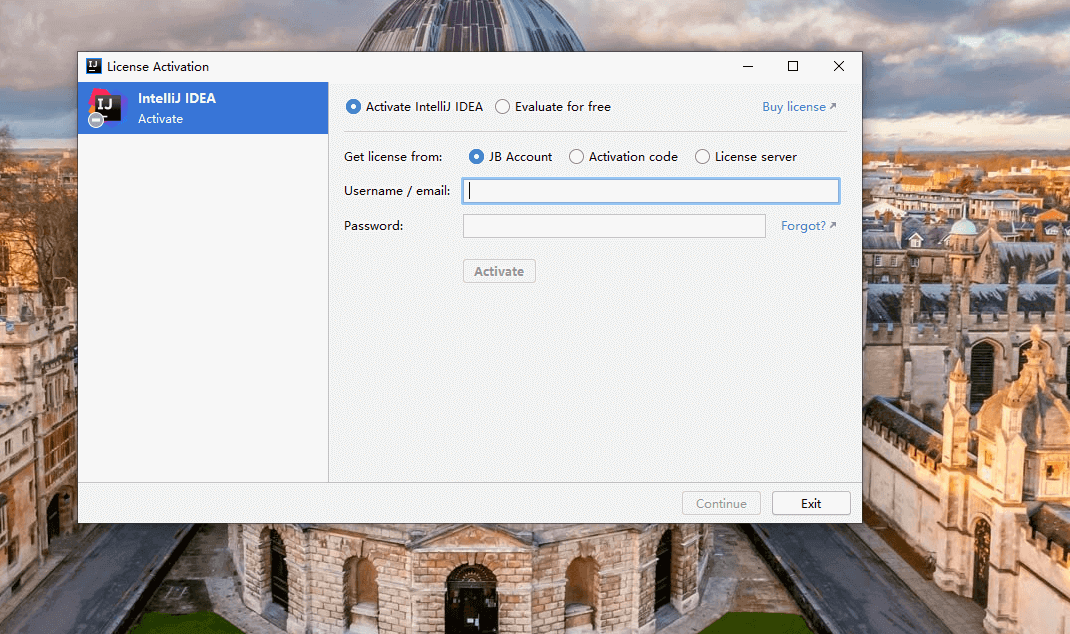 License Activation
IJ
IntelliJ IDEA
Activate
Activate IntelliJ IDEA Evaluate for free Buy license
Get license from: JB Account Activation code License server
Username / email:
Password: Forgot?
Activate
Continue Exit